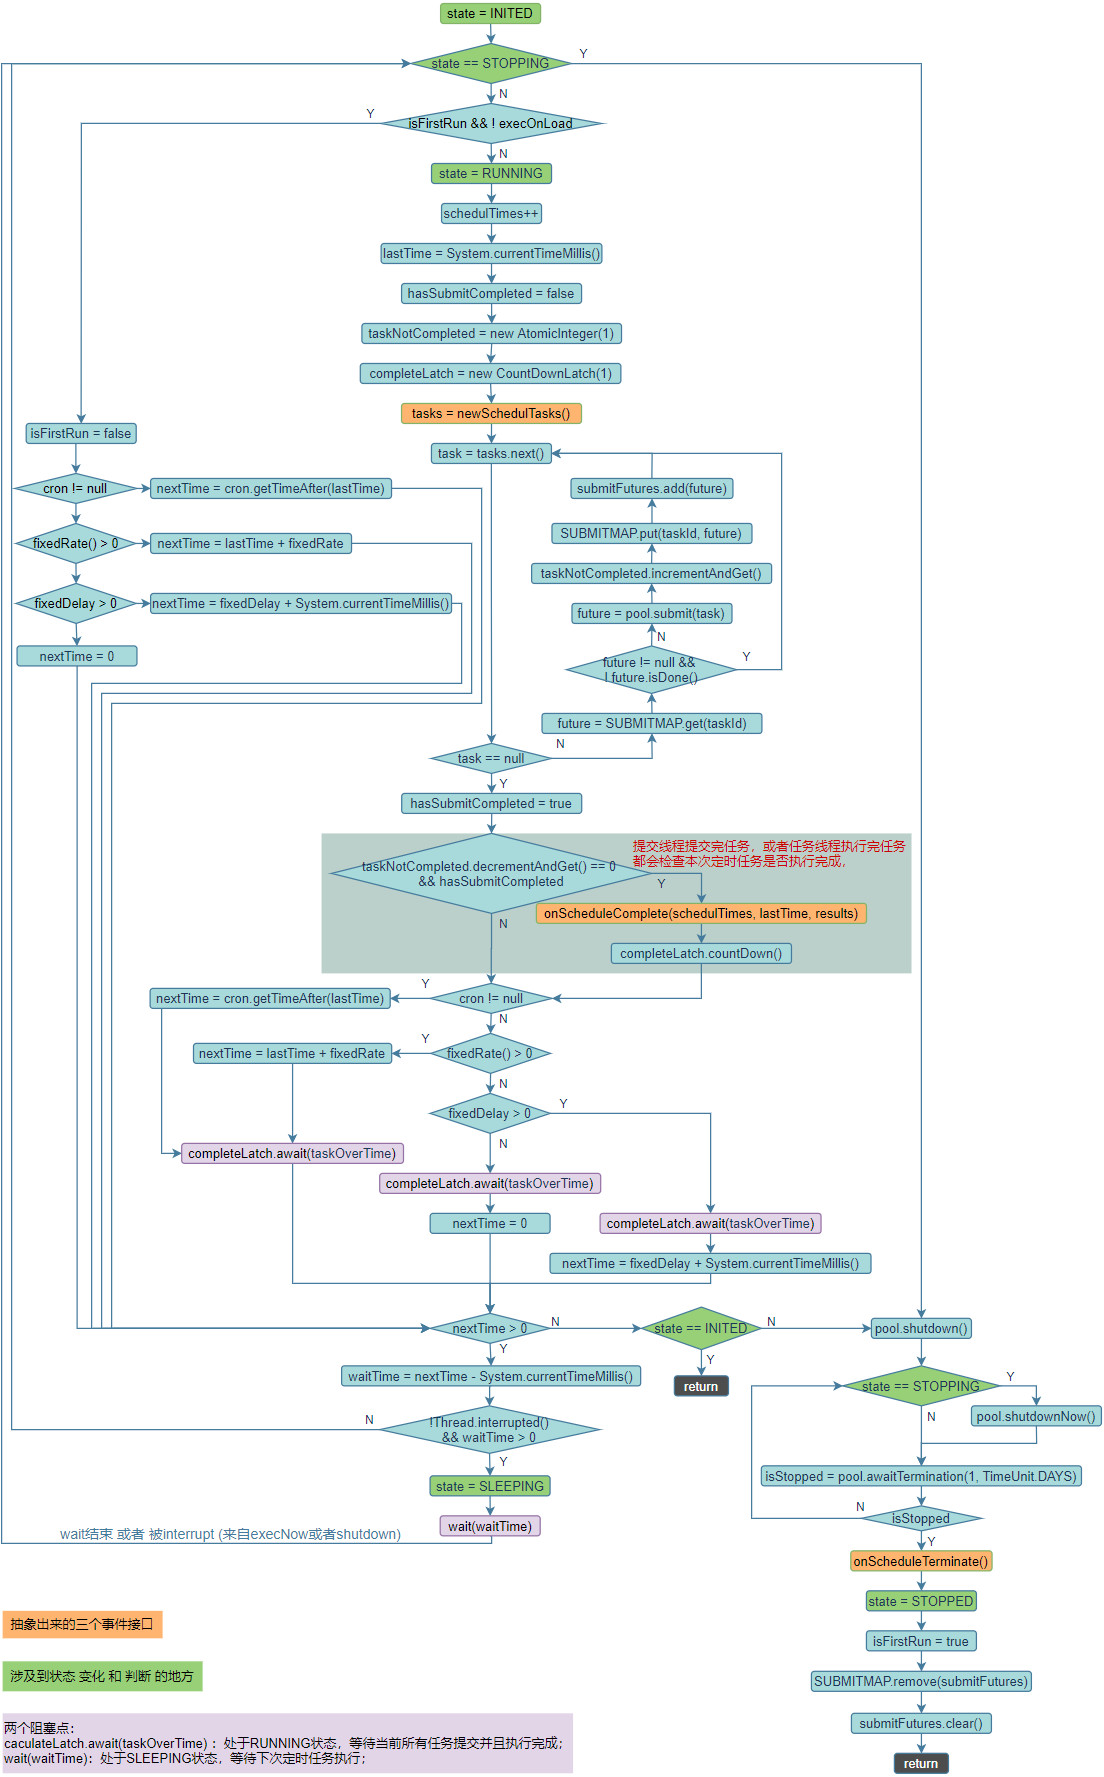 state = INITED
state == STOPPING
Y
N
isFirstRun && ! execOnLoad
Y
N
state = RUNNING
schedulTimes++
lastTime = System.currentTimeMillis()
hasSubmitCompleted = false
taskNotCompleted = new AtomicInteger(1)
completeLatch = new CountDownLatch(1)
tasks = newSchedulTasks()
isFirstRun = false
task = tasks.next()
cron != null
nextTime = cron.getTimeAfter(lastTime)
submitFutures.add(future)
fixedRate() > 0
nextTime = lastTime + fixedRate
SUBMITMAP.put(taskId, future)
taskNotCompleted.incrementAndGet()
fixedDelay > 0
nextTime = fixedDelay + System.currentTimeMillis()
future = pool.submit(task)
N
nextTime = 0
future != null &&
! future.isDone()
Y
future = SUBMITMAP.get(taskId)
task == null
N
Y
hasSubmitCompleted = true
提交线程提交完任务，或者任务线程执行完任务
都会检查本次定时任务是否执行完成，
taskNotCompleted.decrementAndGet() == 0
&& hasSubmitCompleted
Y
onScheduleComplete(schedulTimes, lastTime, results)
N
completeLatch.countDown()
Y
nextTime = cron.getTimeAfter(lastTime)
cron != null
N
Y
nextTime = lastTime + fixedRate
fixedRate() > 0
N
fixedDelay > 0
Y
N
completeLatch.await(taskOverTime)
completeLatch.await(taskOverTime)
nextTime = 0
completeLatch.await(taskOverTime)
nextTime = fixedDelay + System.currentTimeMillis()
nextTime > 0
N
state == INITED
N
pool.shutdown()
Y
Y
waitTime = nextTime - System.currentTimeMillis()
return
state == STOPPING
Y
N
pool.shutdownNow()
N
!Thread.interrupted()
&& waitTime > 0
Y
isStopped = pool.awaitTermination(1, TimeUnit.DAYS)
state = SLEEPING
N
isStopped
wait(waitTime)
wait结束 或者 被interrupt (来自execNow或者shutdown)
Y
onScheduleTerminate()
state = STOPPED
抽象出来的三个事件接口
isFirstRun = true
涉及到状态 变化 和 判断 的地方
SUBMITMAP.remove(submitFutures)
submitFutures.clear()
两个阻塞点：
caculateLatch.await(taskOverTime) ：处于RUNNING状态，等待当前所有任务提交并且执行完成；
wait(waitTime)：处于SLEEPING状态，等待下次定时任务执行；
return